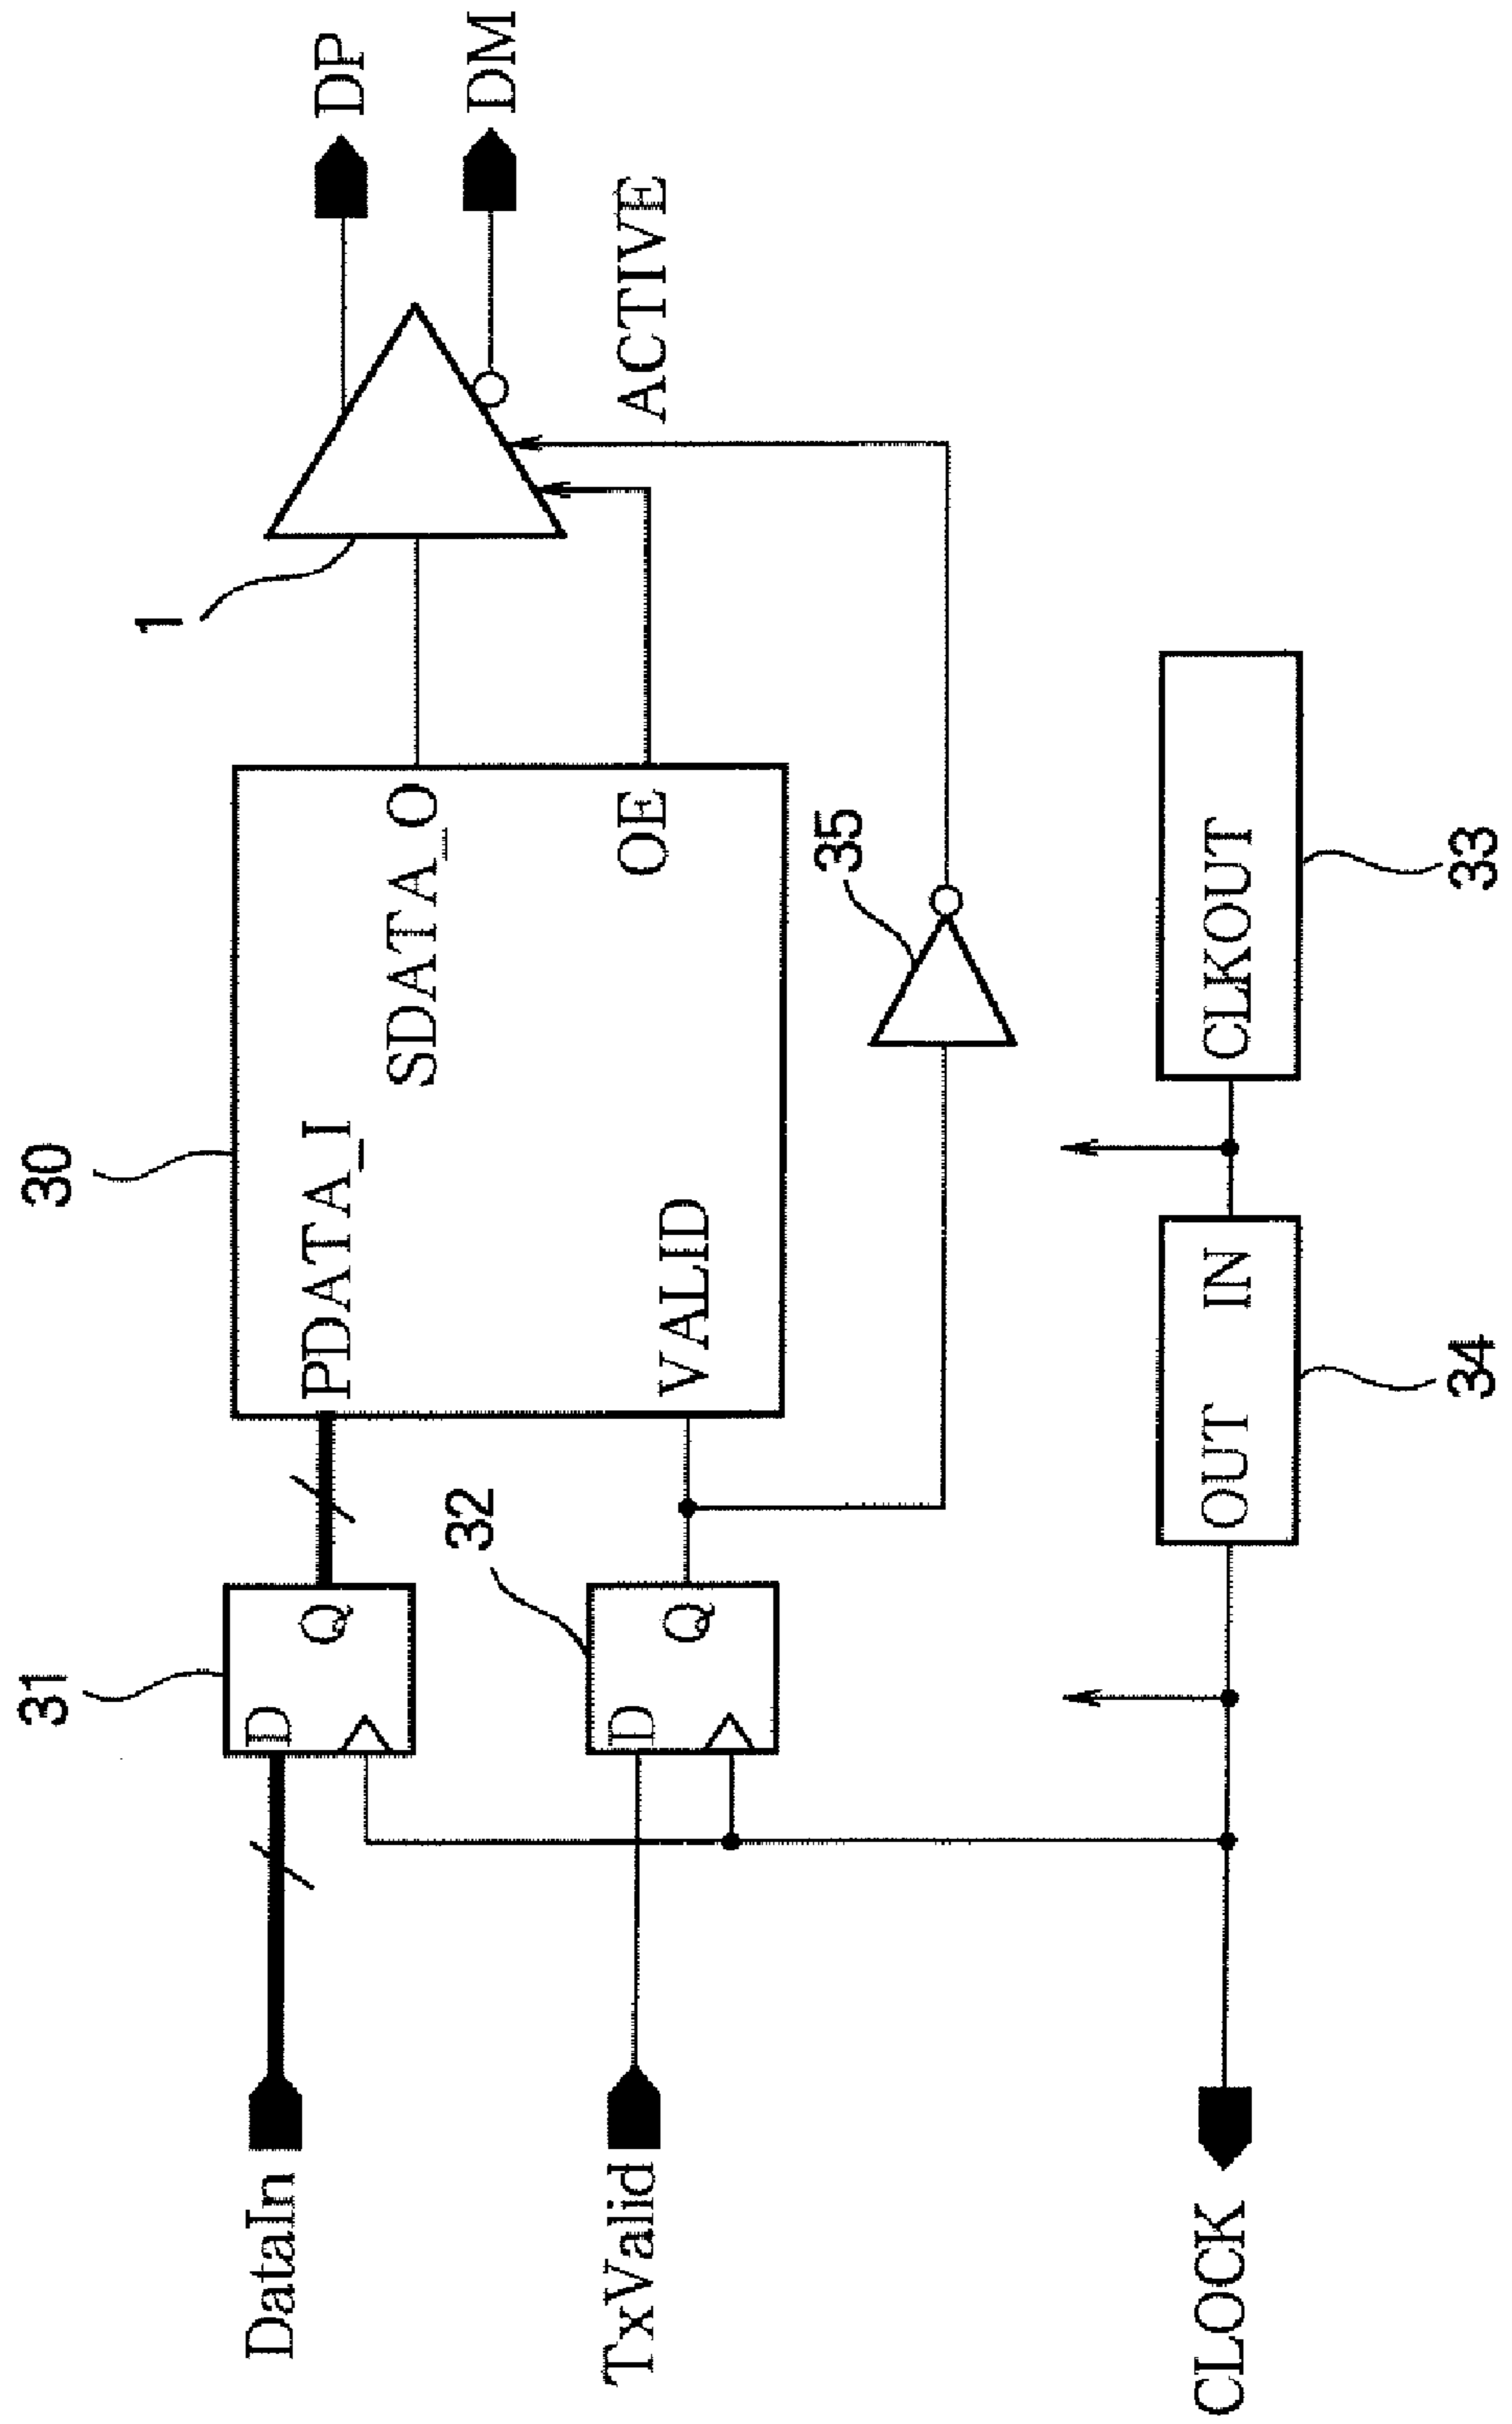 DP
DM
ACTIVE
1
SDATA_O
OE
35
CLKOUT
33
30
PDATA_I
VALID
IN
OUT
34
31
D
Q
32
D
Q
DataIn
TxValid
CLOCK